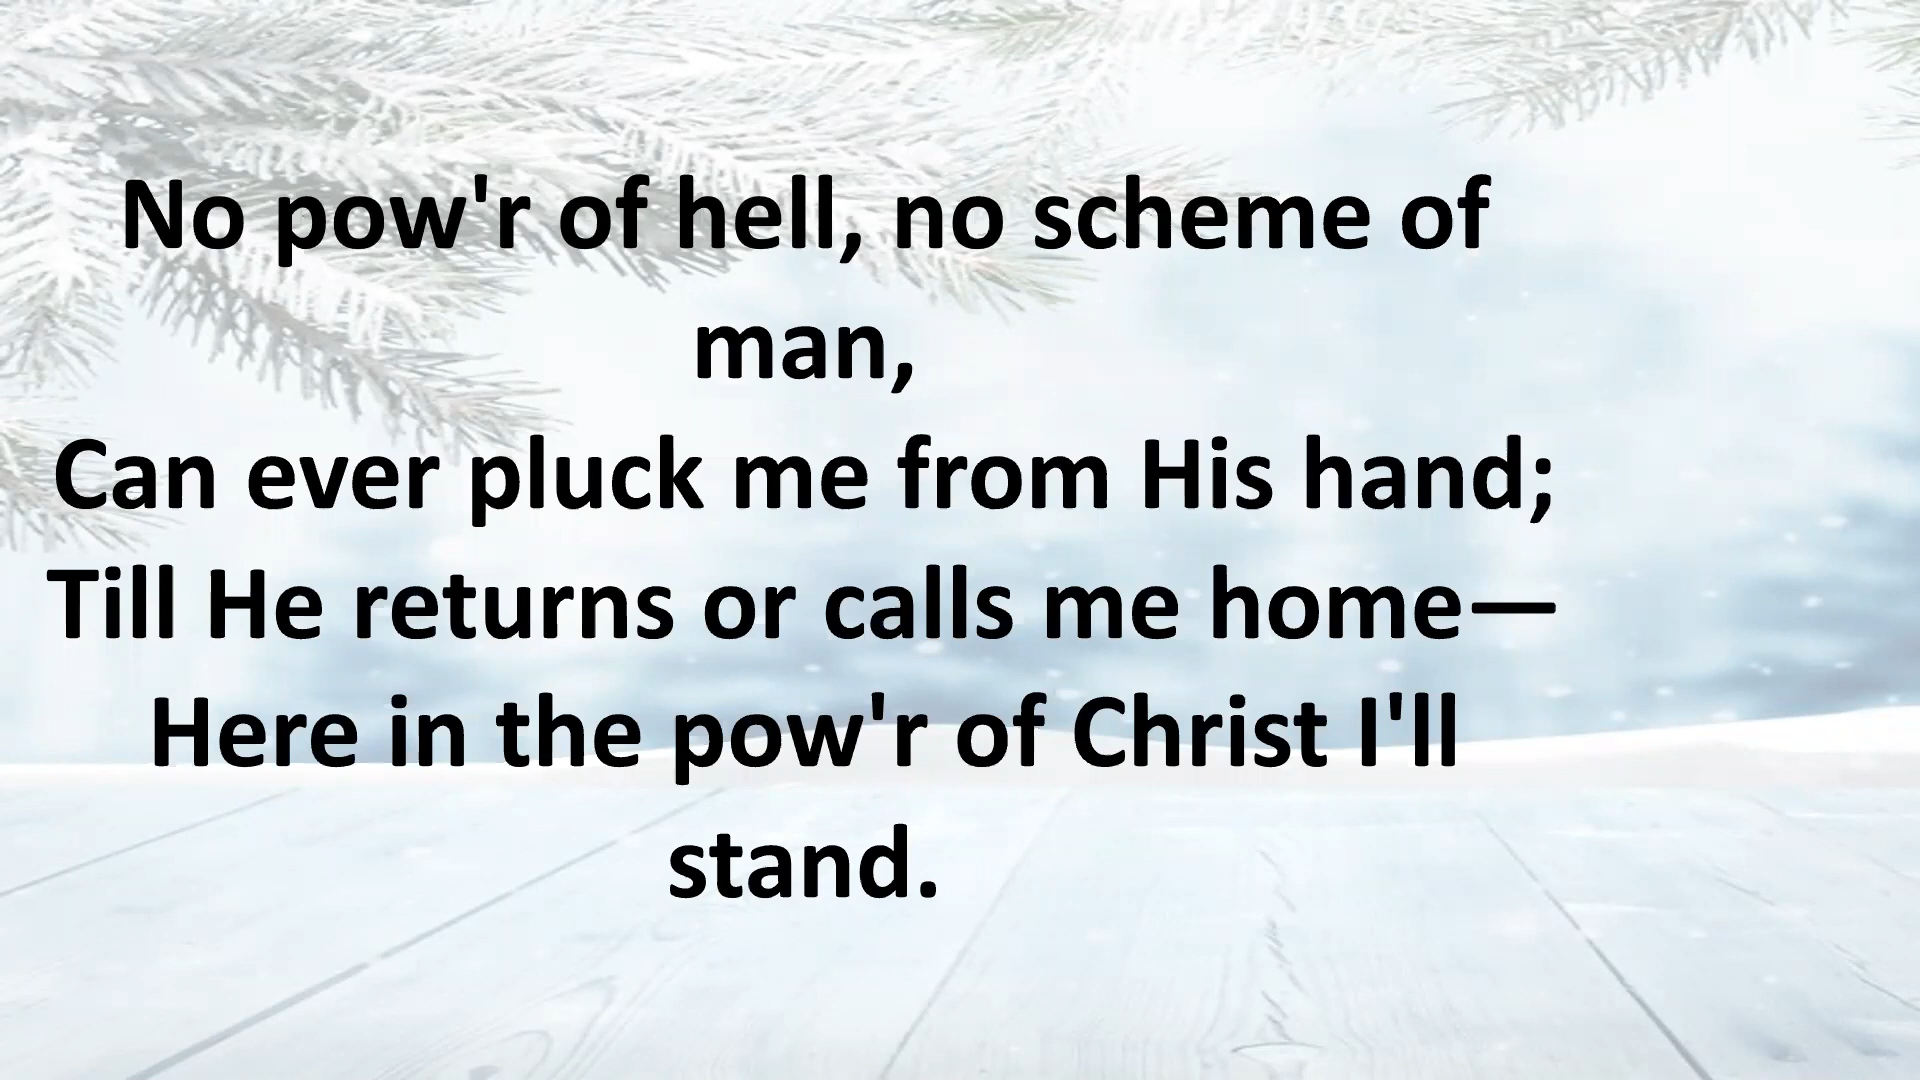 No pow'r of hell, no scheme of
man,
Can ever pluck me from His hand;
Till He returns or calls me home—
Here in the pow'r of Christ I'll
stand.